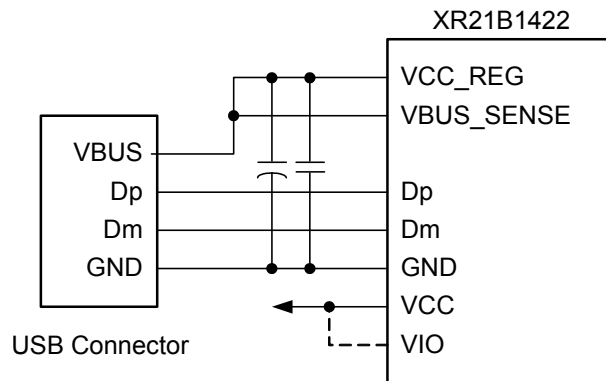 XR21B1422
VCC_REG
VBUS_SENSE
VBUS
Dp
Dp
Dm
Dm
GND
GND
VCC
VIO
USB Connector